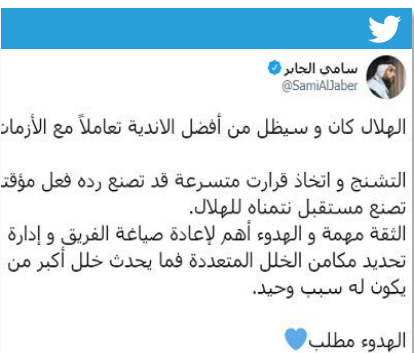 سامي الجابر
@SamiAlJaber
الهلال كان و سيظل من أفضل الاندية تعاملاً مع الأزمات
التشنج و اتخاذ قرارت متسرعة قد تصنع رده فعل مؤقت
تصنع مستقبل نتمناه للهلال.
الثقة مهمة و الهدوء أهم لإعادة صياغة الفريق و إدارة
تحديد مكامن الخلل المتعددة فما يحدث خلل أكبر من
يكون له سبب وحيد.
الهدوء مطلب